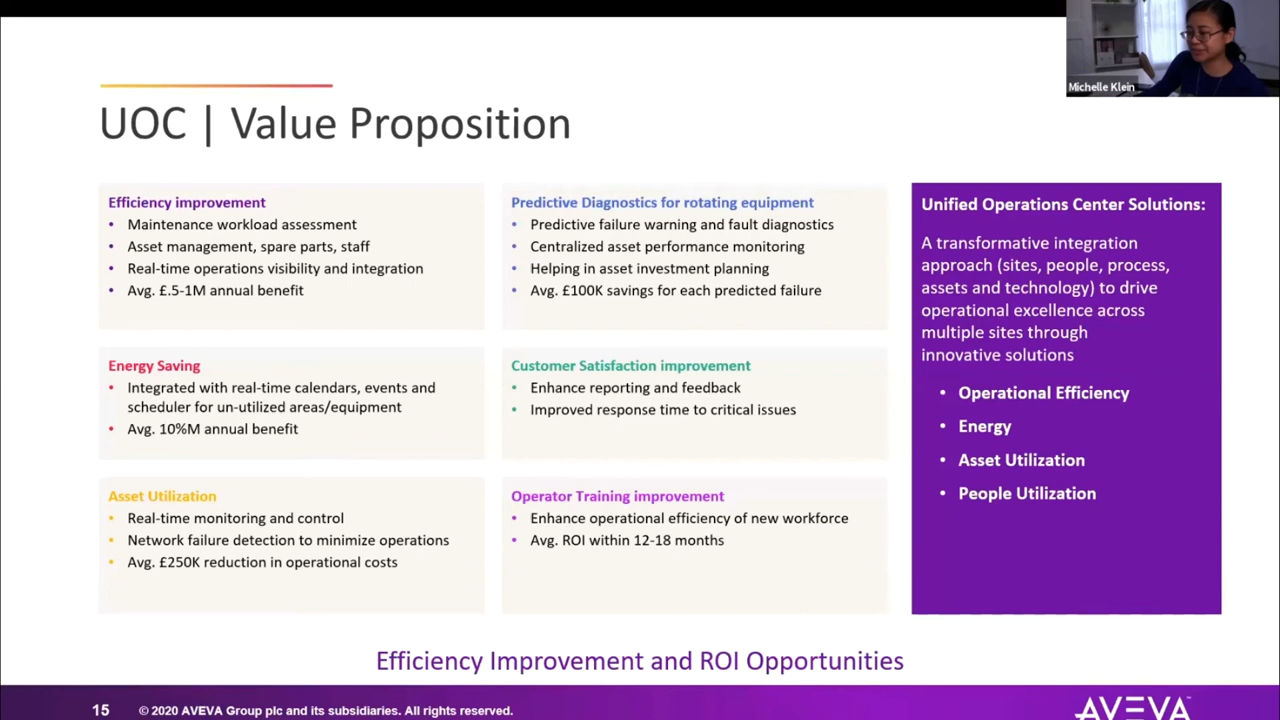 Michelle Klein
UOC | Value Proposition
Efficiency improvement
• Maintenance workload assessment
• Asset management, spare parts, staff
• Real-time operations visibility and integration
• Avg. £.5-1M annual benefit
Predictive Diagnostics for rotating equipment
• Predictive failure warning and fault diagnostics
• Centralized asset performance monitoring
• Helping in asset investment planning
• Avg. £100K savings for each predicted failure
Energy Saving
• Integrated with real-time calendars, events and
scheduler for un-utilized areas/equipment
• Avg. 10%M annual benefit
Customer Satisfaction improvement
• Enhance reporting and feedback
• Improved response time to critical issues
Asset Utilization
• Real-time monitoring and control
• Network failure detection to minimize operations
• Avg. £250K reduction in operational costs
Operator Training improvement
• Enhance operational efficiency of new workforce
• Avg. ROI within 12-18 months
Unified Operations Center Solutions:
A transformative integration
approach (sites, people, process,
assets and technology) to drive
operational excellence across
multiple sites through
innovative solutions
• Operational Efficiency
• Energy
• Asset Utilization
• People Utilization
Efficiency Improvement and ROI Opportunities
15
© 2020 AVEVA Group plc and its subsidiaries. All rights reserved.
AVEVA™